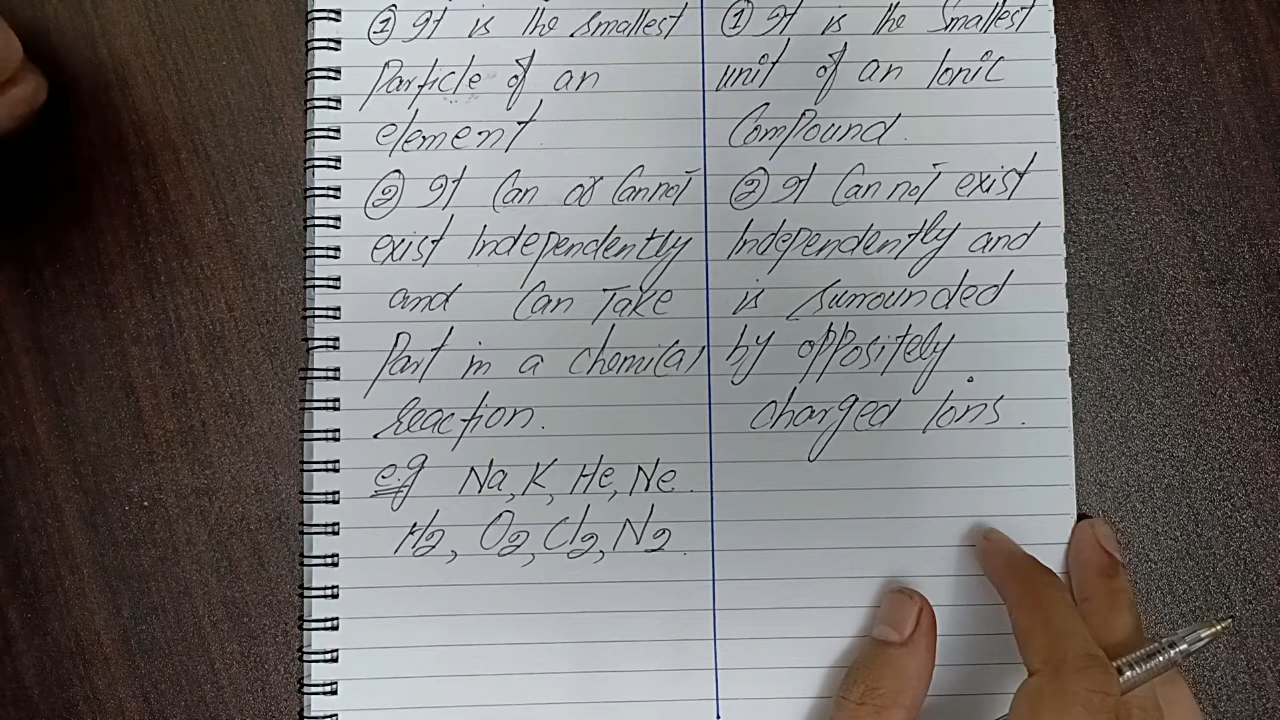 ① It is the smallest
Particle of an
element.
② It Can or Cannot
exist Independently
and Can Take
Part in a chemical
reaction.
e.g Na, K, He, Ne.
H2, O2, Cl2, N2.
① It is the Smallest
unit of an Ionic
Compound.
② It Can not exist
Independently and
is surrounded
by oppositely
charged Ions.